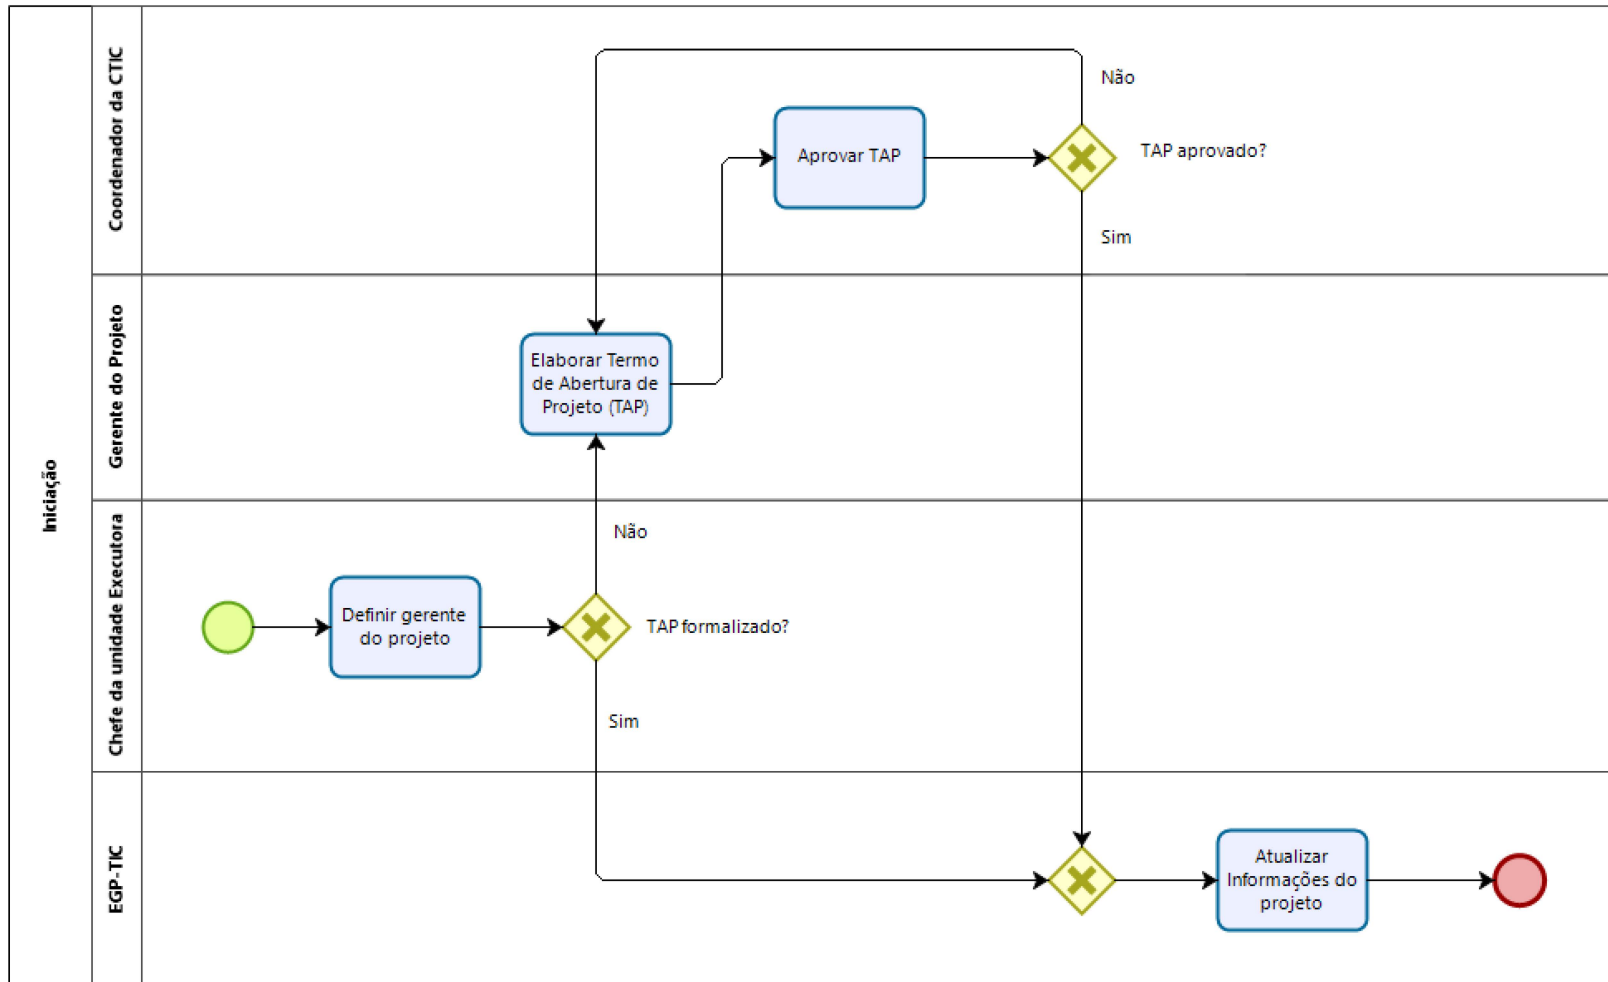 Iniciação
Coordenador da CTIC
Não
Aprovar TAP
TAP aprovado?
Sim
Gerente do Projeto
Elaborar Termo
de Abertura de
Projeto (TAP)
Chefe da unidade Executora
Não
Definir gerente
do projeto
TAP formalizado?
Sim
EGP-TIC
Atualizar
Informações do
projeto